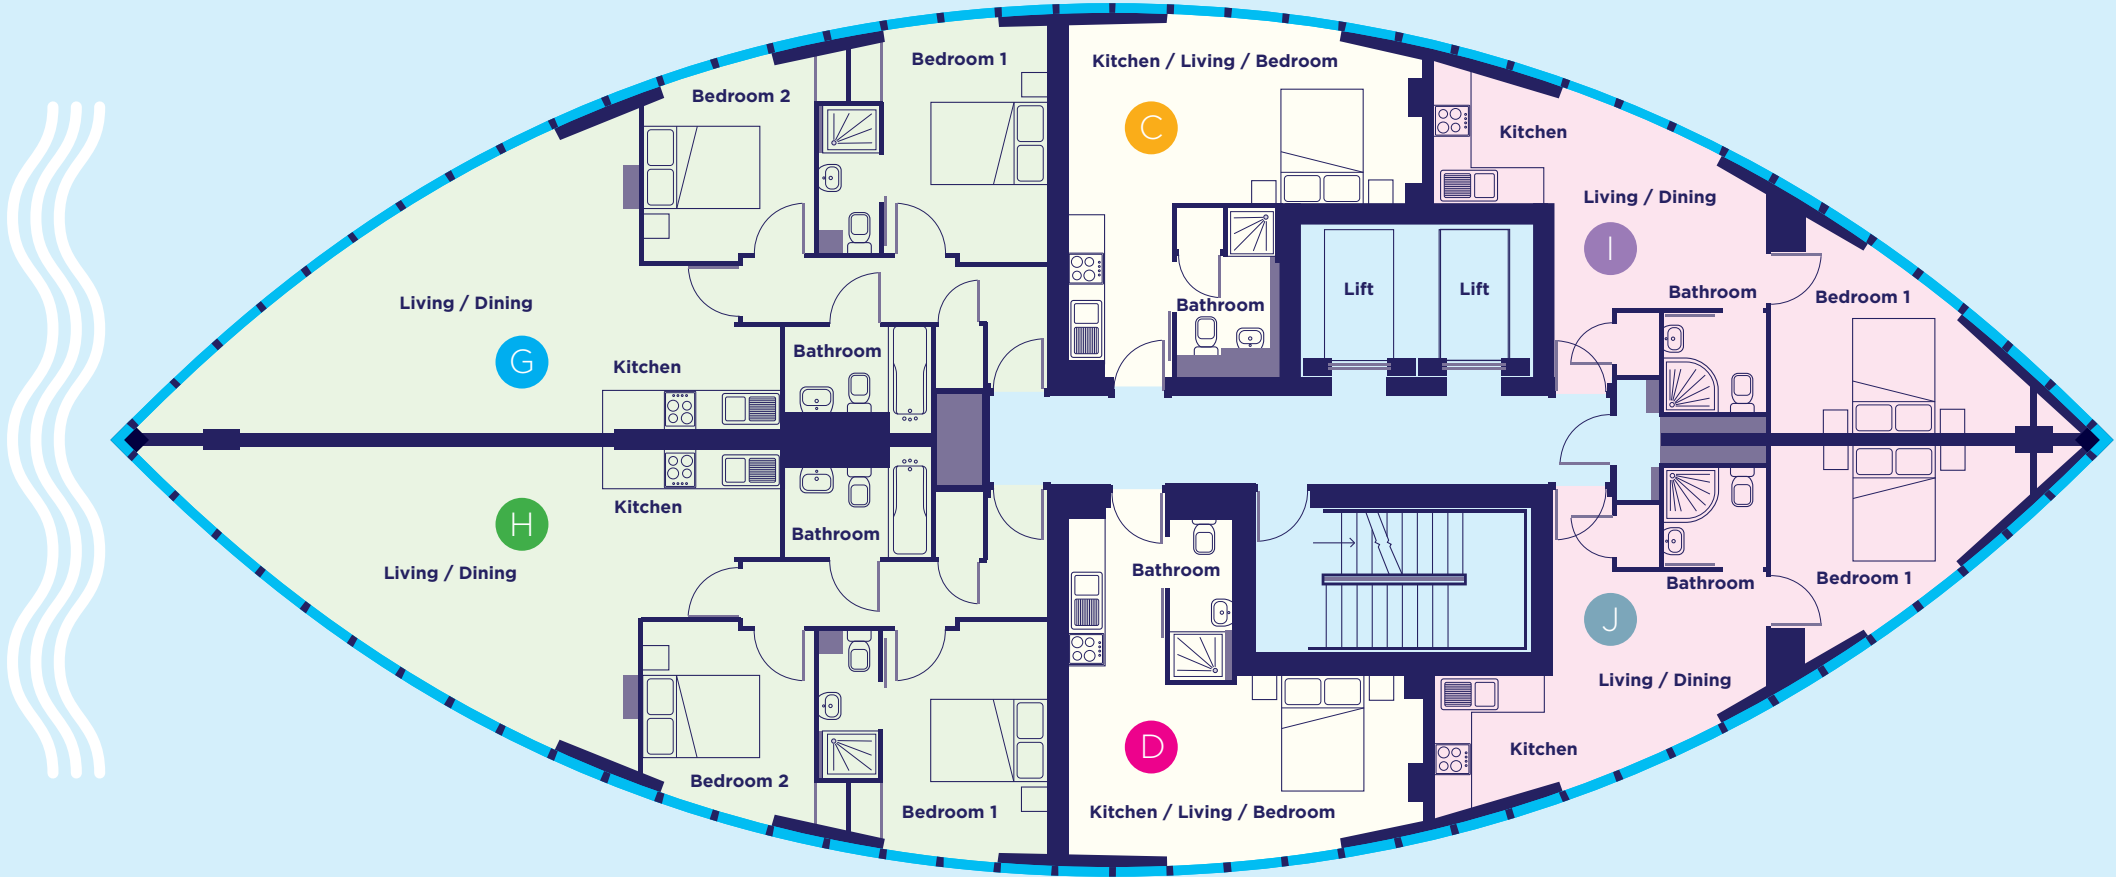 Bedroom 1
Kitchen / Living / Bedroom
Bedroom 2
C
Kitchen
Living / Dining
I
Lift
Lift
Bathroom
Bedroom 1
Living / Dining
Bathroom
Bathroom
G
Kitchen
Kitchen
H
Bathroom
Living / Dining
Bathroom
Bathroom
Bedroom 1
J
Living / Dining
D
Kitchen
Bedroom 2
Bedroom 1
Kitchen / Living / Bedroom